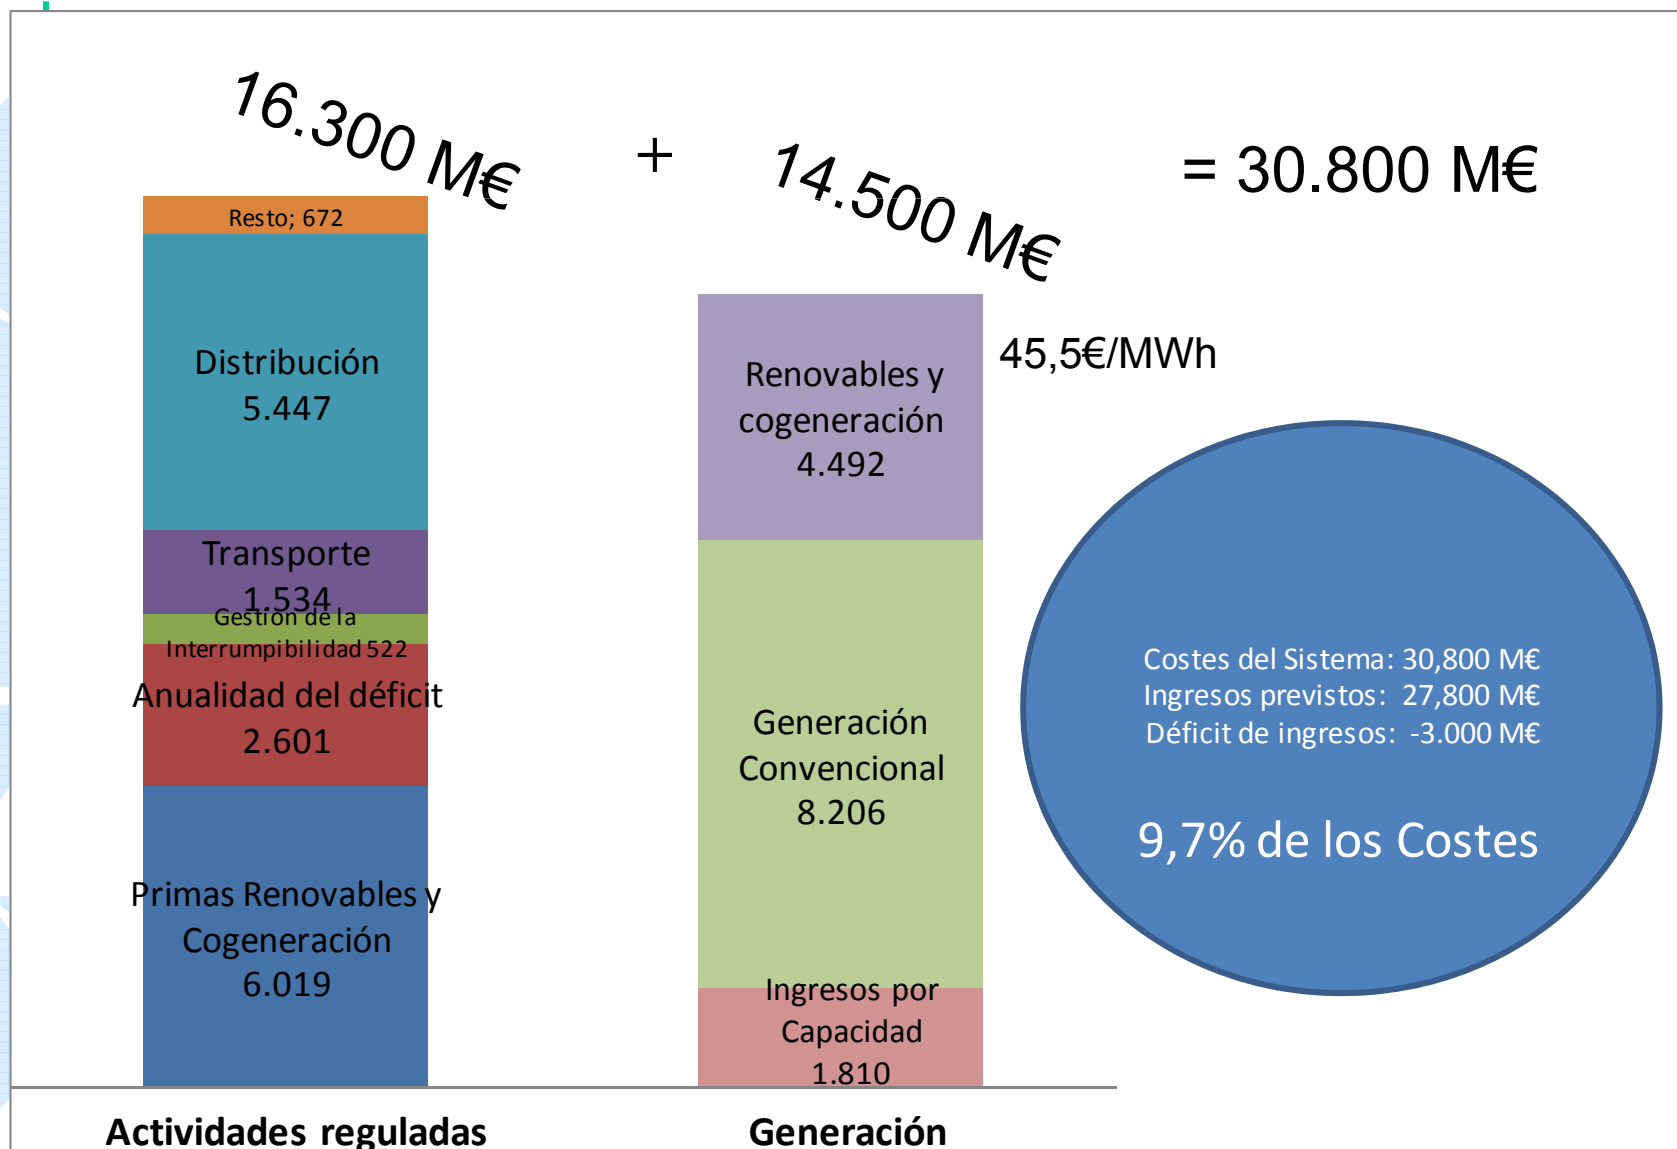 16.300 M€
+
14.500 M€
= 30.800 M€
Resto; 672
Distribución
5.447
Transporte
1.534
Gestión de la
Interrumpibilidad 522
Anualidad del déficit
2.601
Primas Renovables y
Cogeneración
6.019
Actividades reguladas
Renovables y
cogeneración
4.492
45,5€/MWh
Generación
Convencional
8.206
Ingresos por
Capacidad
1.810
Generación
Costes del Sistema: 30,800 M€
Ingresos previstos: 27,800 M€
Déficit de ingresos: -3.000 M€
9,7% de los Costes